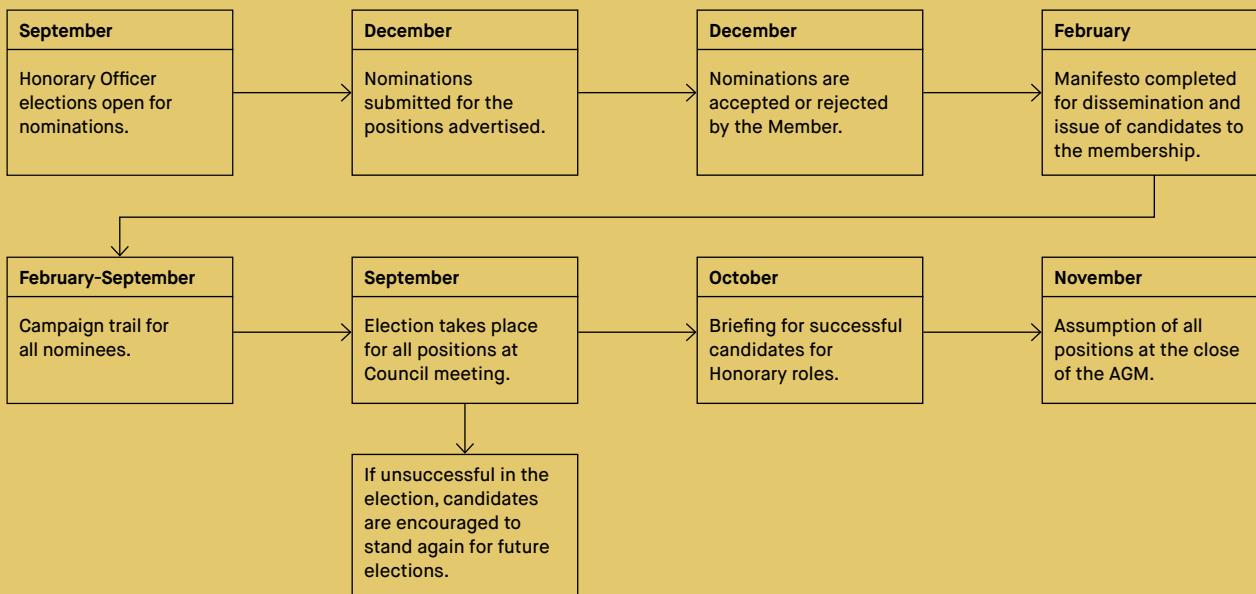 September
Honorary Officer
elections open for
nominations.
December
Nominations
submitted for the
positions advertised.
December
Nominations are
accepted or rejected
by the Member.
February
Manifesto completed
for dissemination and
issue of candidates to
the membership.
February-September
Campaign trail for
all nominees.
September
Election takes place
for all positions at
Council meeting.
October
Briefing for successful
candidates for
Honorary roles.
November
Assumption of all
positions at the close
of the AGM.
If unsuccessful in the
election, candidates
are encouraged to
stand again for future
elections.